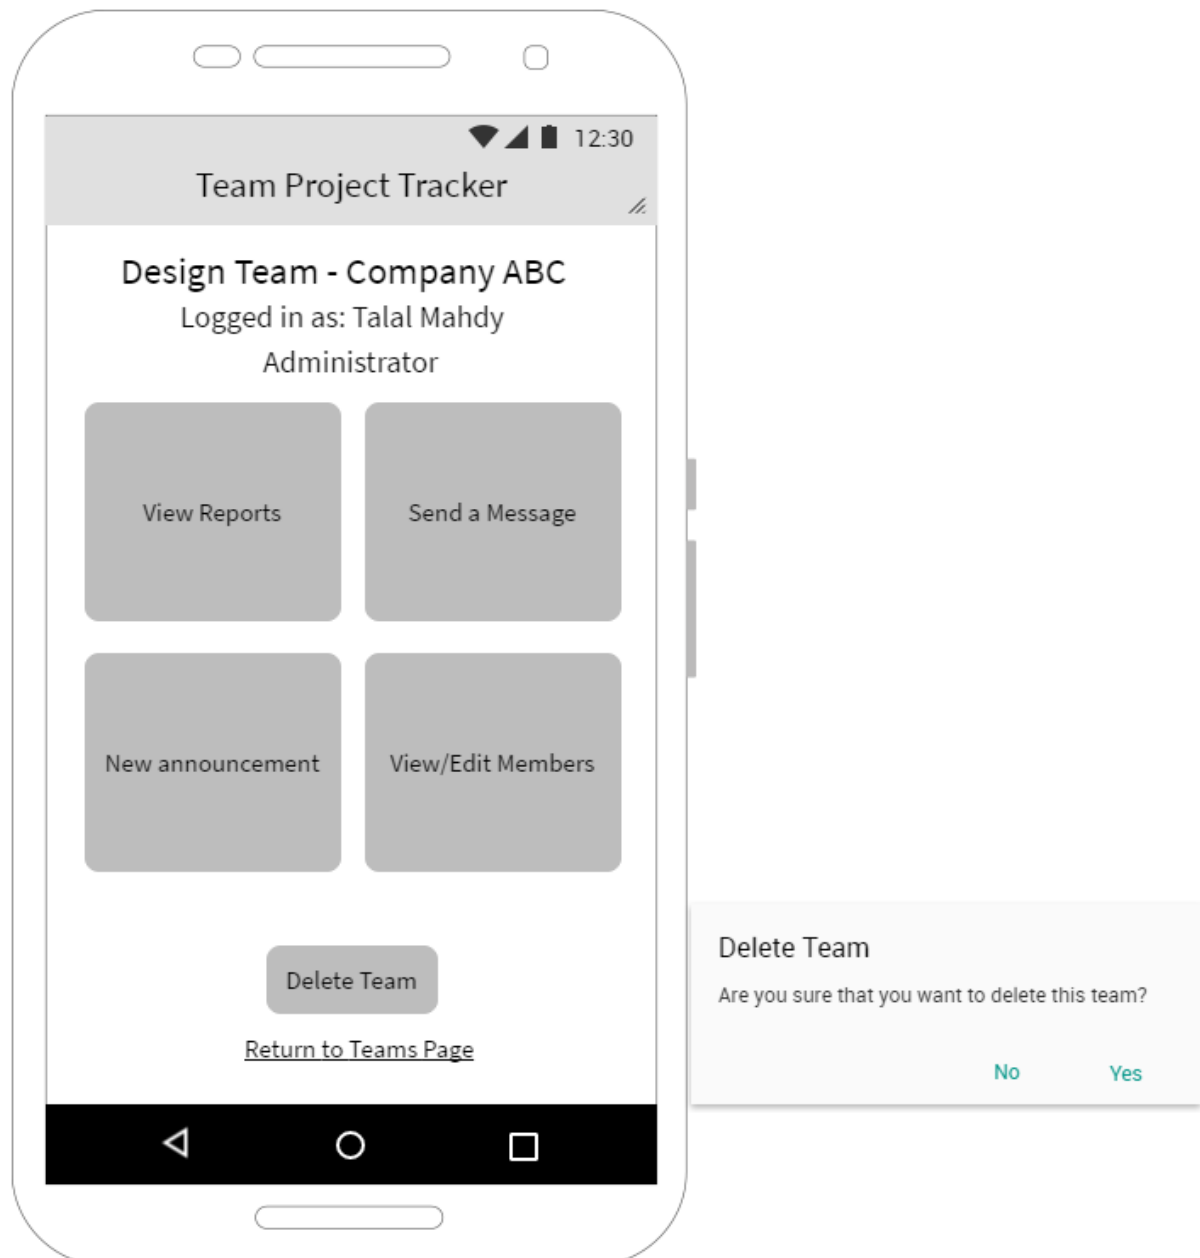 12:30
Team Project Tracker
Design Team - Company ABC
Logged in as: Talal Mahdy
Administrator
View Reports
Send a Message
New announcement
View/Edit Members
Delete Team
Return to Teams Page
Delete Team
Are you sure that you want to delete this team?
No
Yes